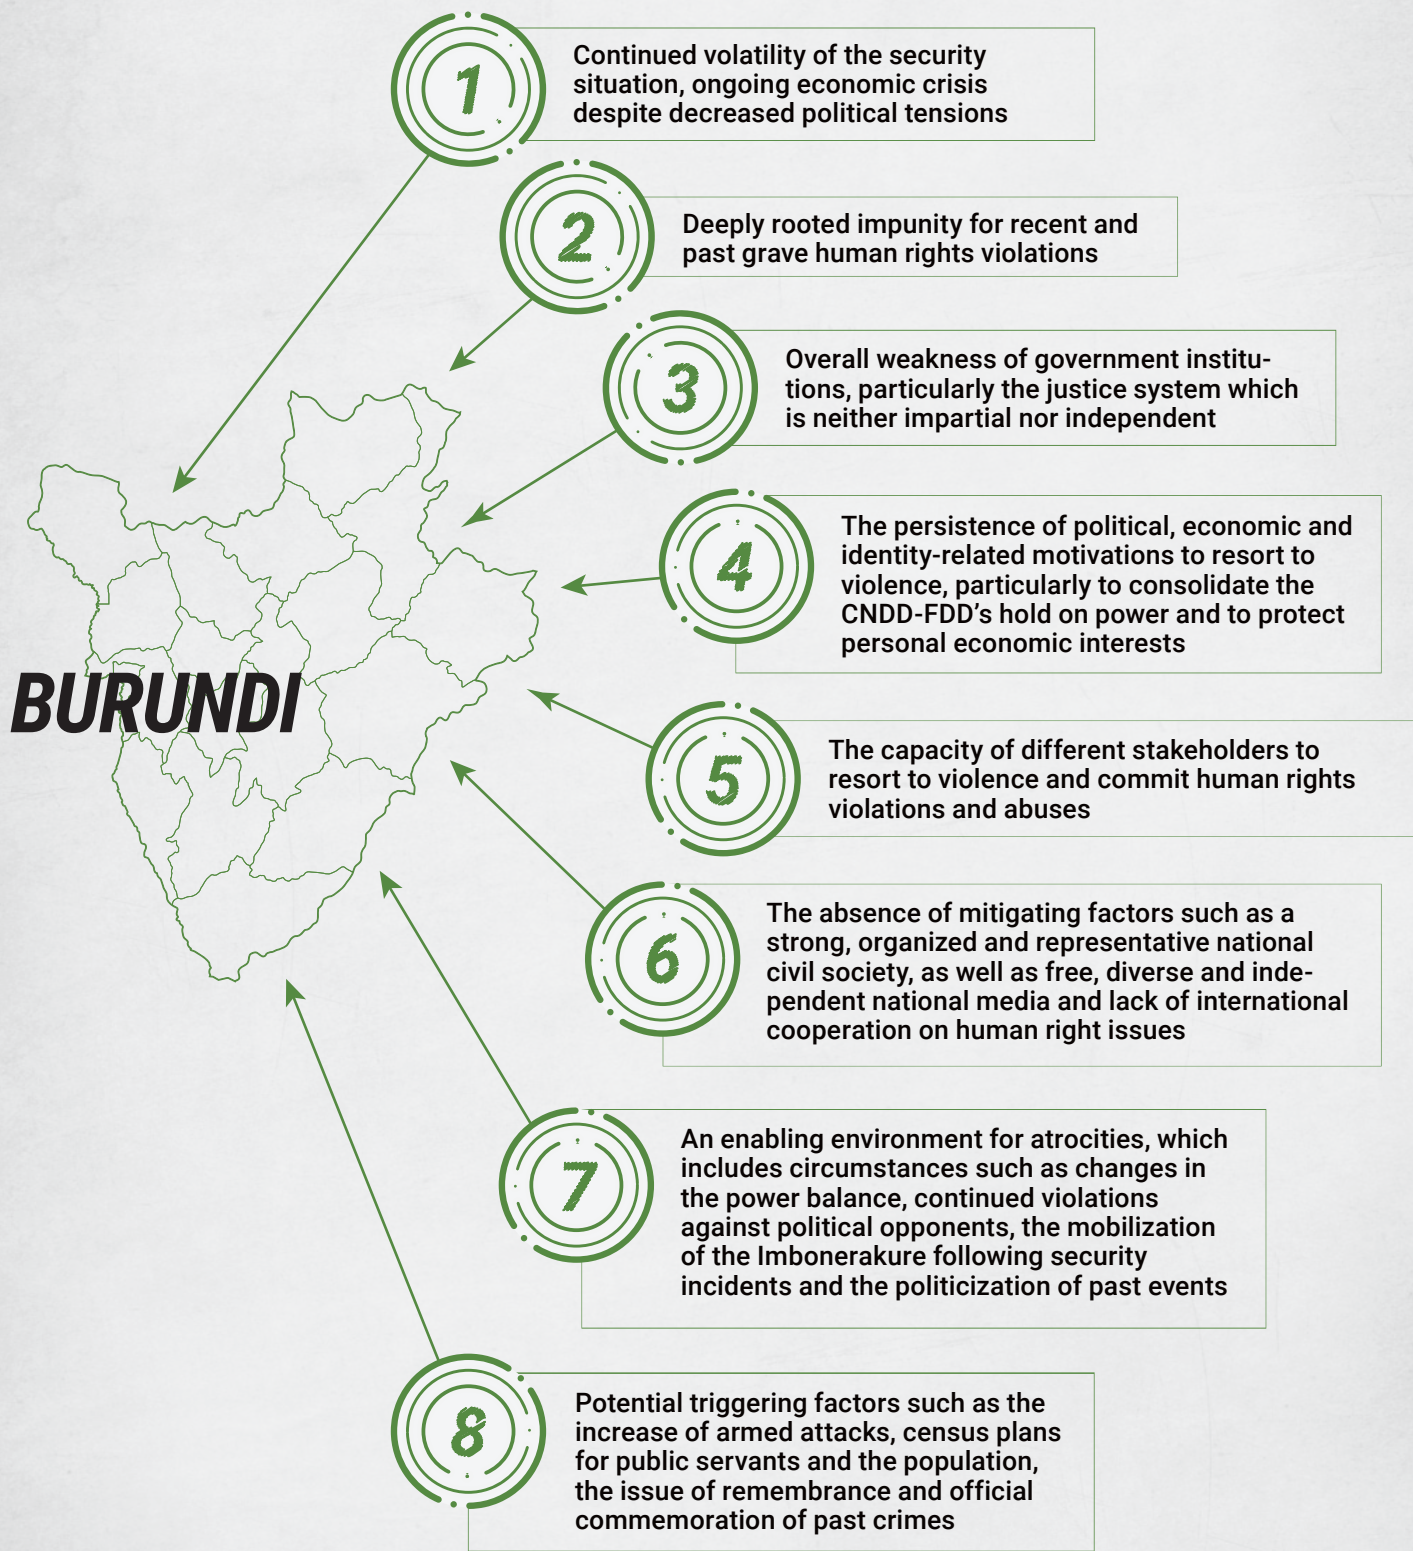 1
Continued volatility of the security
situation, ongoing economic crisis
despite decreased political tensions
2
Deeply rooted impunity for recent and
past grave human rights violations
3
Overall weakness of government institu-
tions, particularly the justice system which
is neither impartial nor independent
4
The persistence of political, economic and
identity-related motivations to resort to
violence, particularly to consolidate the
CNDD-FDD’s hold on power and to protect
personal economic interests
BURUNDI
5
The capacity of different stakeholders to
resort to violence and commit human rights
violations and abuses
6
The absence of mitigating factors such as a
strong, organized and representative national
civil society, as well as free, diverse and inde-
pendent national media and lack of international
cooperation on human right issues
7
An enabling environment for atrocities, which
includes circumstances such as changes in
the power balance, continued violations
against political opponents, the mobilization
of the Imbonerakure following security
incidents and the politicization of past events
8
Potential triggering factors such as the
increase of armed attacks, census plans
for public servants and the population,
the issue of remembrance and official
commemoration of past crimes